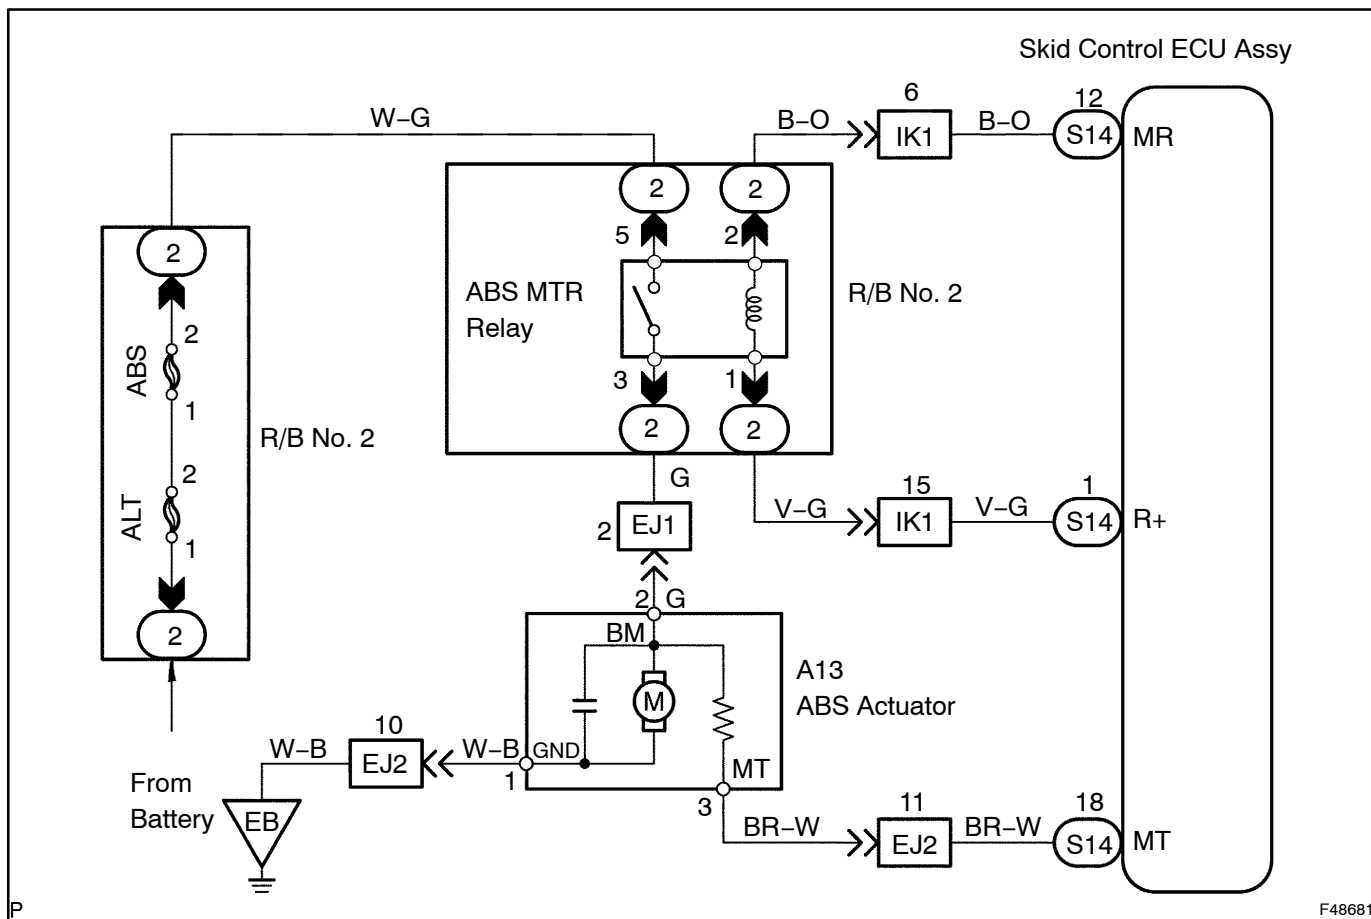 Skid Control ECU Assy
W-G
B-O
6
IK1
B-O
12
S14
MR
2
2
2
5
2
ABS MTR
Relay
R/B No. 2
3
1
2
2
2
ABS
1
2
ALT
1
R/B No. 2
2
From
Battery
G
2
EJ1
2
G
V-G
15
IK1
V-G
1
S14
R+
BM
M
A13
ABS Actuator
GND
MT
1
3
W-B
10
EJ2
W-B
EB
BR-W
11
EJ2
BR-W
18
S14
MT
P
F48681